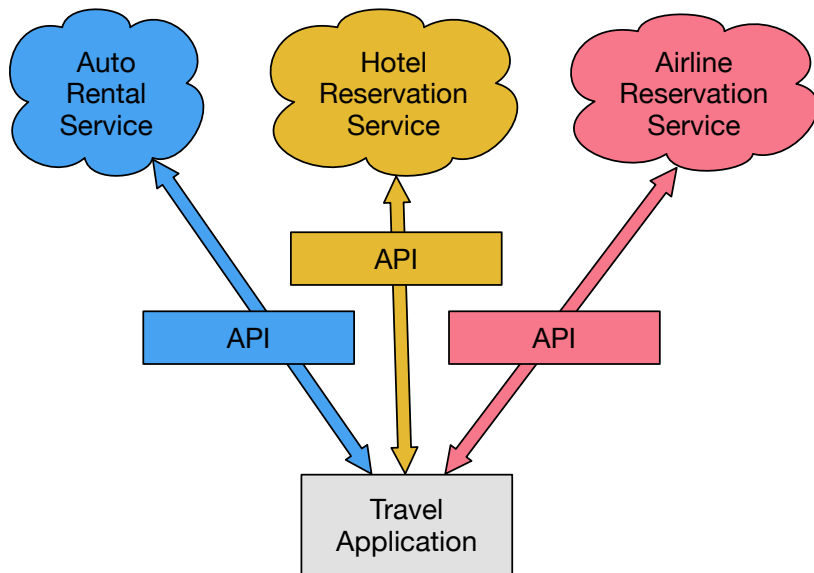 Auto
Rental
Service
Hotel
Reservation
Service
Airline
Reservation
Service
API
API
API
Travel
Application